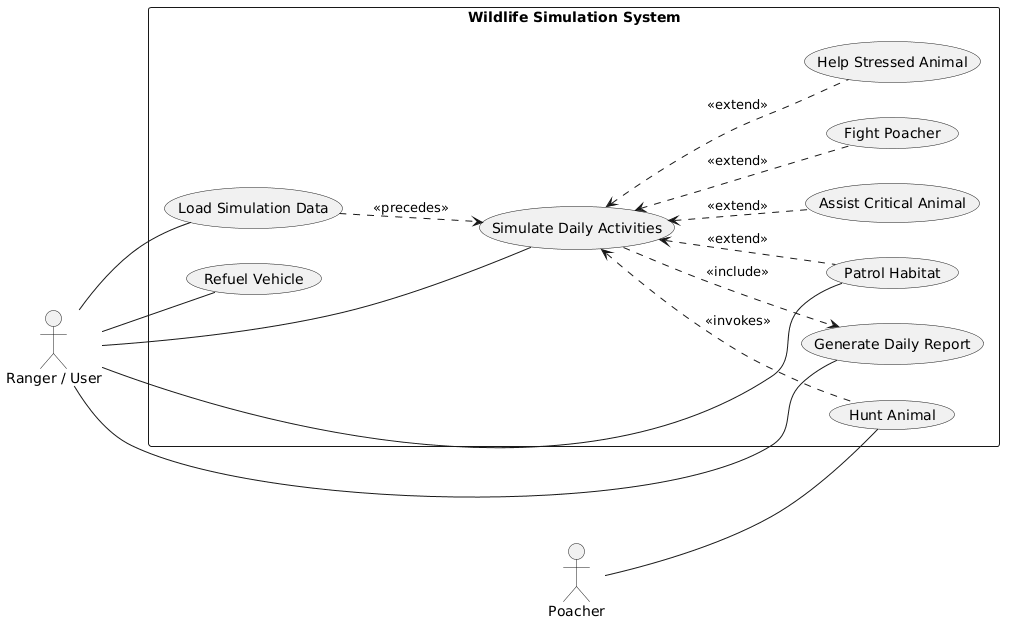 Wildlife Simulation System
Help Stressed Animal
«extend»
Fight Poacher
«extend»
Assist Critical Animal
«extend»
Load Simulation Data
«precedes»
Simulate Daily Activities
«extend»
Patrol Habitat
«include»
Refuel Vehicle
«invokes»
Generate Daily Report
Ranger / User
Hunt Animal
Poacher